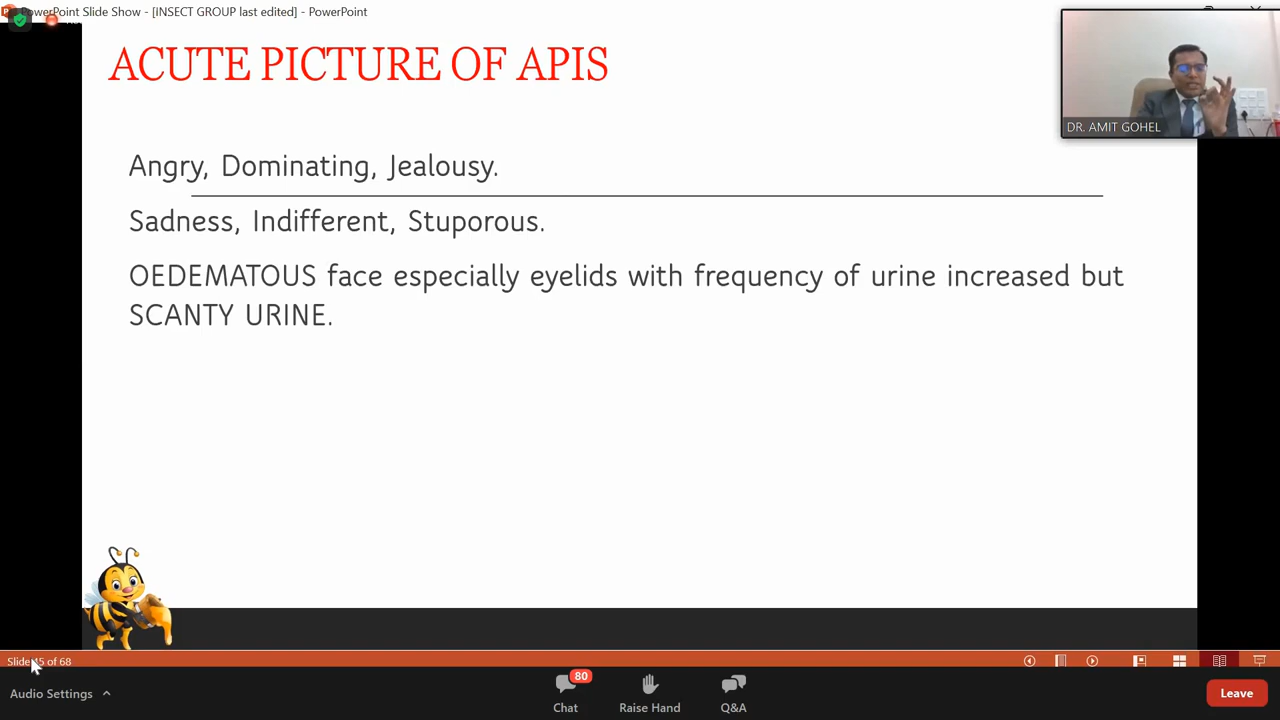 PowerPoint Slide Show - [INSECT GROUP last edited] - PowerPoint
ACUTE PICTURE OF APIS
DR. AMIT GOHEL
Angry, Dominating, Jealousy.
Sadness, Indifferent, Stuporous.
OEDEMATOUS face especially eyelids with frequency of urine increased but
SCANTY URINE.
Slide 45 of 68
Audio Settings
80
Chat
Raise Hand
Q&A
Leave